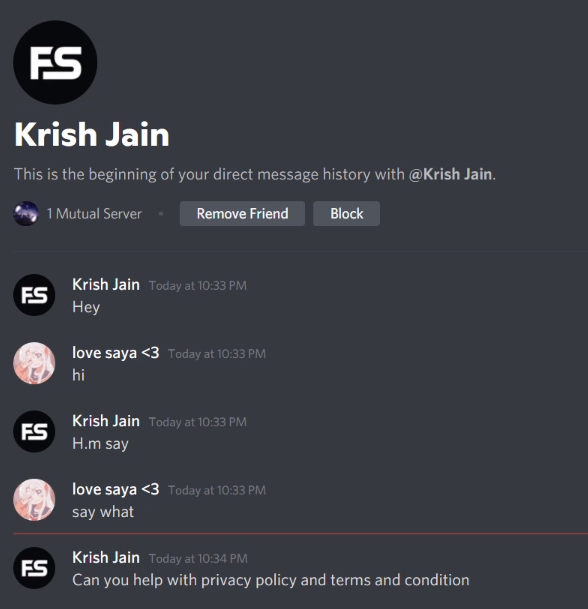 FS
Krish Jain
This is the beginning of your direct message history with @Krish Jain.
1 Mutual Server • Remove Friend Block
FS
Krish Jain Today at 10:33 PM
Hey
love saya <3 Today at 10:33 PM
hi
FS
Krish Jain Today at 10:33 PM
H.m say
love saya <3 Today at 10:33 PM
say what
FS
Krish Jain Today at 10:34 PM
Can you help with privacy policy and terms and condition